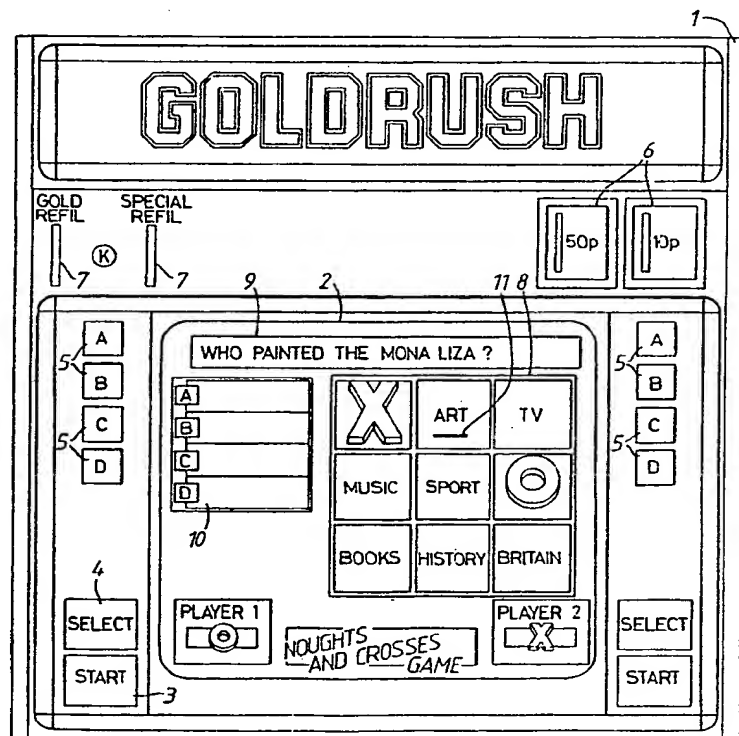 1
GOLDRUSH
6
GOLD REFIL
SPECIAL REFIL
K
7
7
50p
10p
9
2
11
8
WHO PAINTED THE MONA LIZA ?
A
B
C
D
5
5
A
B
C
D
10
X
ART
TV
MUSIC
SPORT
O
BOOKS
HISTORY
BRITAIN
A
B
C
D
5
5
4
SELECT
START
3
PLAYER 1
O
NOUGHTS
AND CROSSES
GAME
PLAYER 2
X
SELECT
START